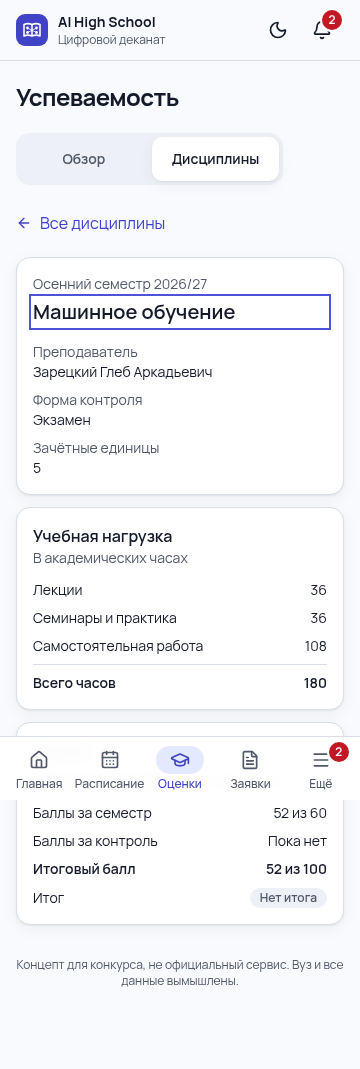 AI High School
Цифровой деканат
2
Успеваемость
Обзор
Дисциплины
← Все дисциплины
Осенний семестр 2026/27
Машинное обучение
Преподаватель
Зарецкий Глеб Аркадьевич
Форма контроля
Экзамен
Зачётные единицы
5
Учебная нагрузка
В академических часах
Лекции 36
Семинары и практика 36
Самостоятельная работа 108
Всего часов 180
2
Главная
Расписание
Оценки
Заявки
Ещё
Баллы за семестр 52 из 60
Баллы за контроль Пока нет
Итоговый балл 52 из 100
Итог Нет итога
Концепт для конкурса, не официальный сервис. Вуз и все
данные вымышлены.